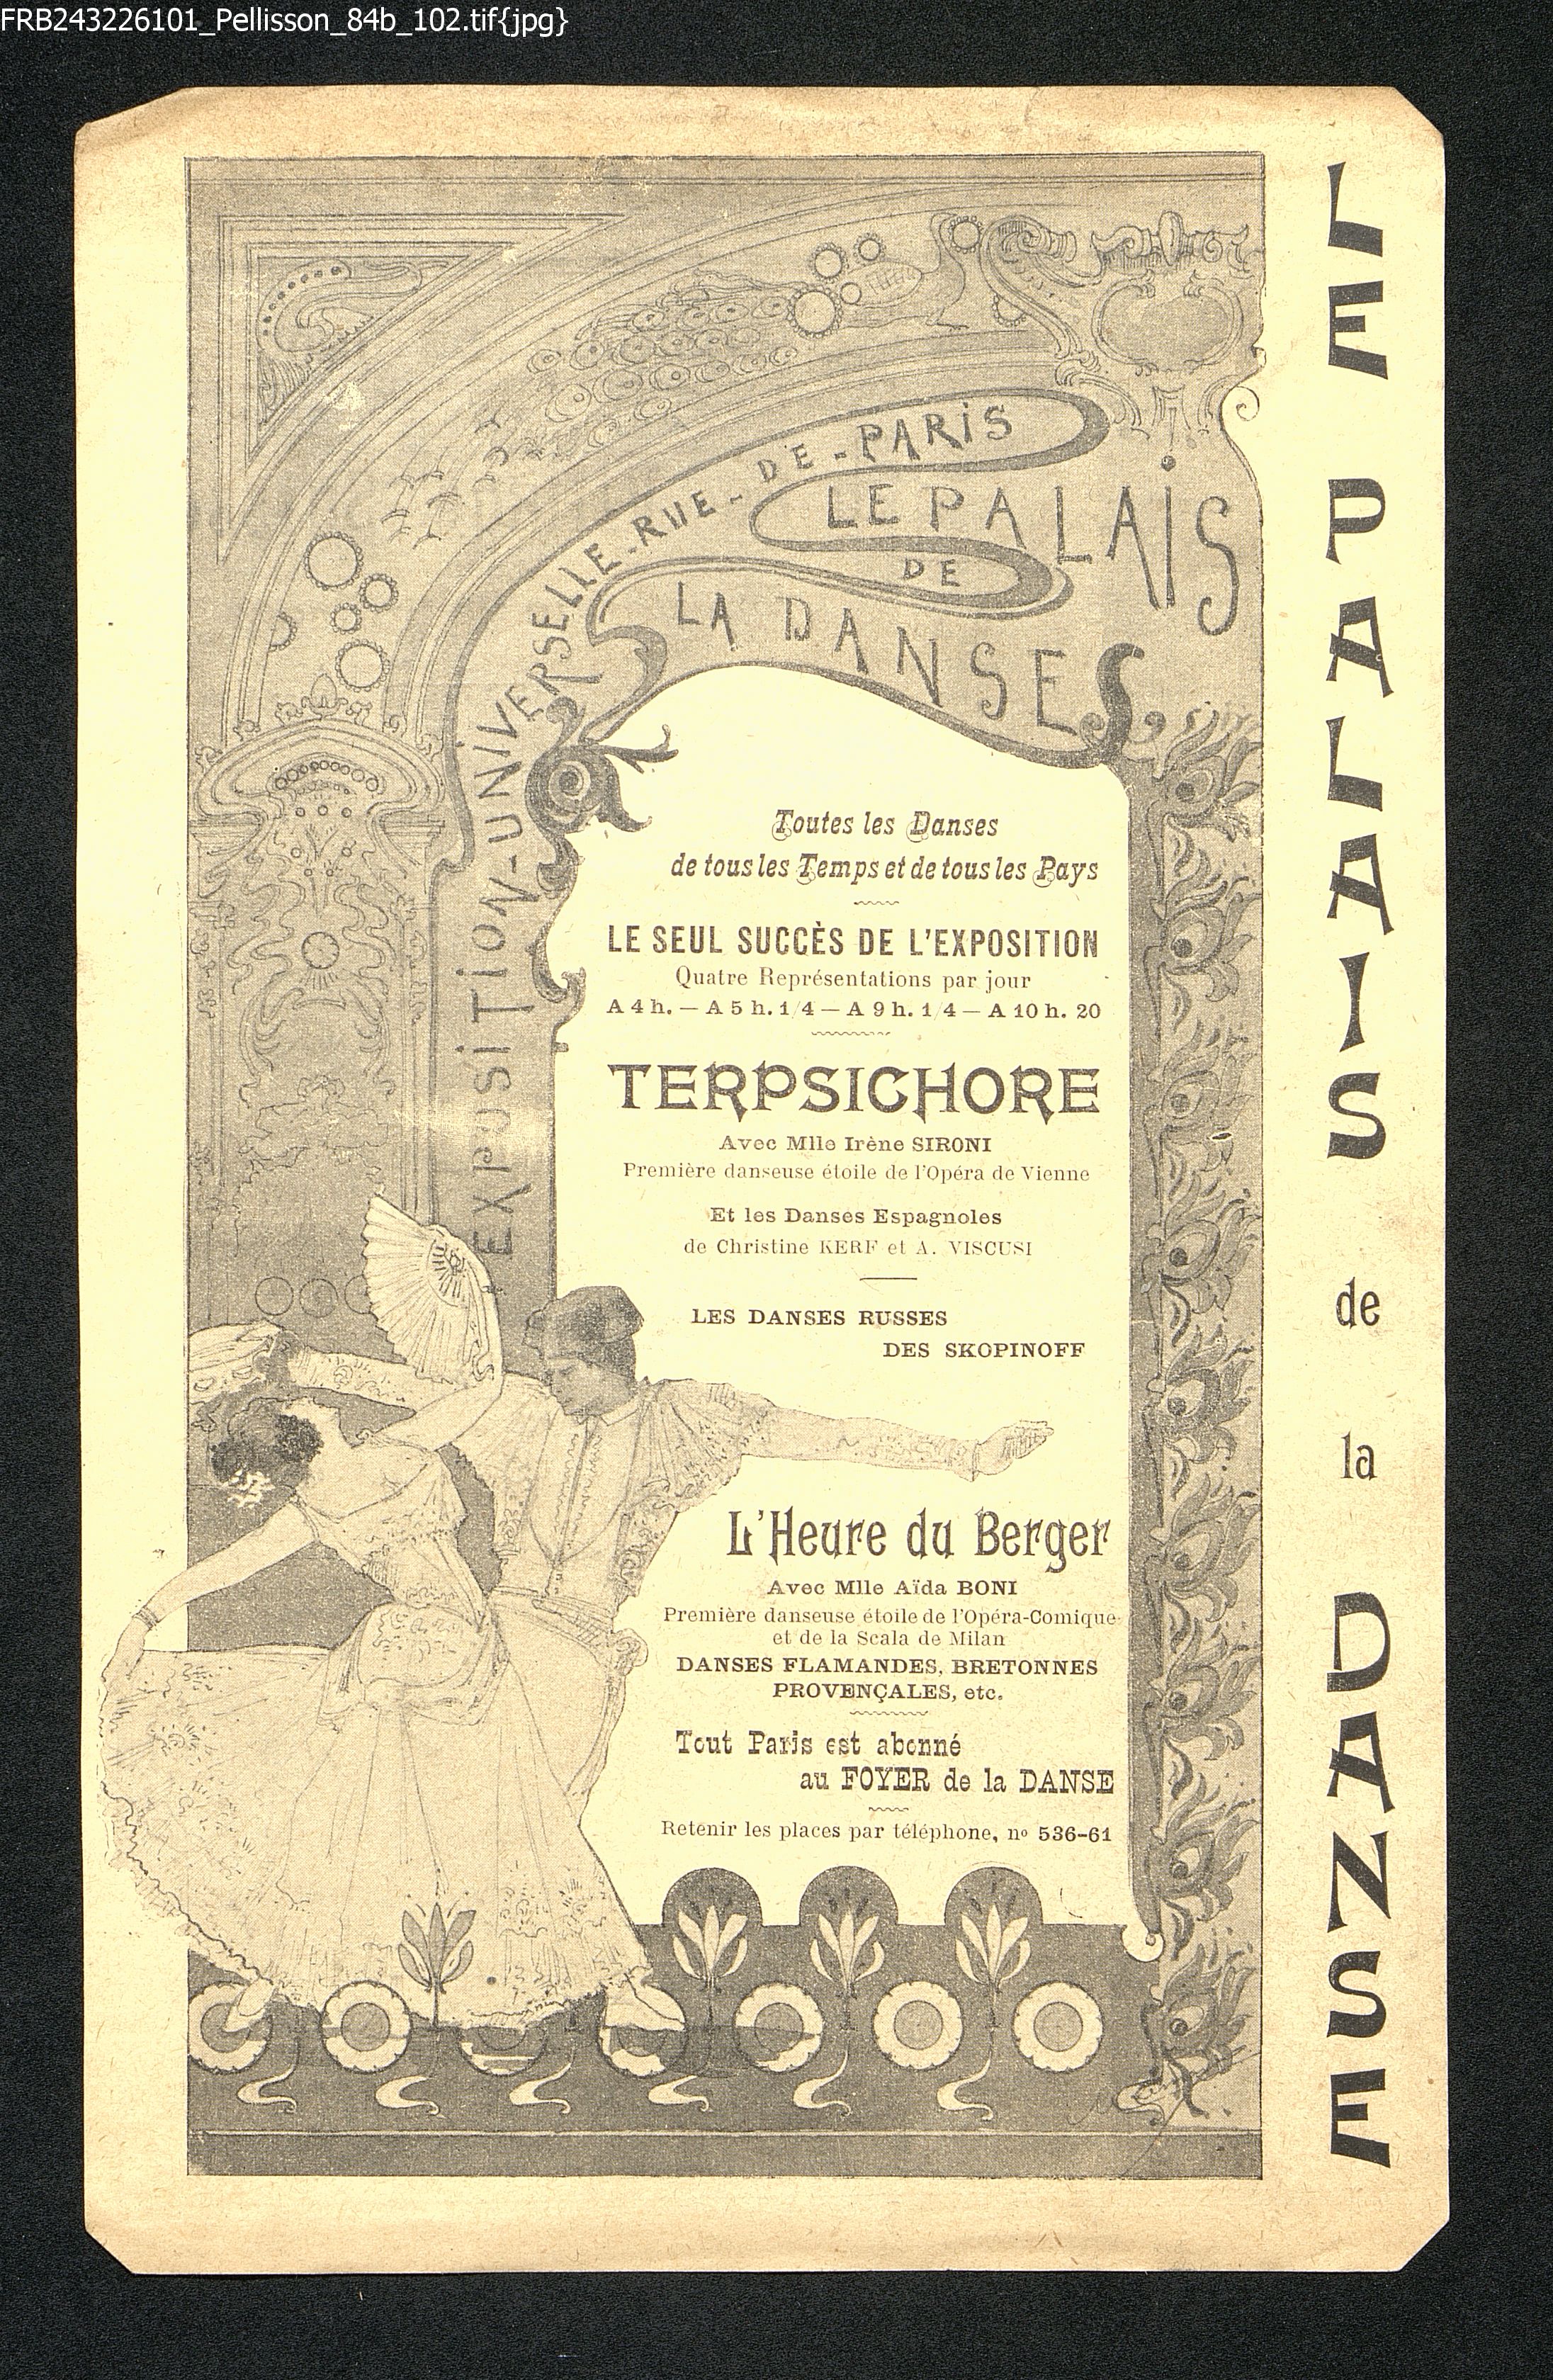 FRB243226101_Pellisson_84b_102.tif{jpg}
EXPOSITION-UNIVERSELLE-RUE-DE-PARIS
LE PALAIS
DE
LA DANSE
Toutes les Danses
de tous les Temps et de tous les Pays
LE SEUL SUCCÈS DE L'EXPOSITION
Quatre Représentations par jour
A 4 h. — A 5 h. 1/4 — A 9 h. 1/4 — A 10 h. 20
TERPSICHORE
Avec Mlle Irène SIRONI
Première danseuse étoile de l'Opéra de Vienne
Et les Danses Espagnoles
de Christine KERF et A. VISCUSI
LES DANSES RUSSES
DES SKOPINOFF
L'Heure du Berger
Avec Mlle Aïda BONI
Première danseuse étoile de l'Opéra-Comique
et de la Scala de Milan
DANSES FLAMANDES, BRETONNES
PROVENÇALES, etc.
Tout Paris est abonné
au FOYER de la DANSE
Retenir les places par téléphone, nº 536-61
LE PALAIS de la DANSE